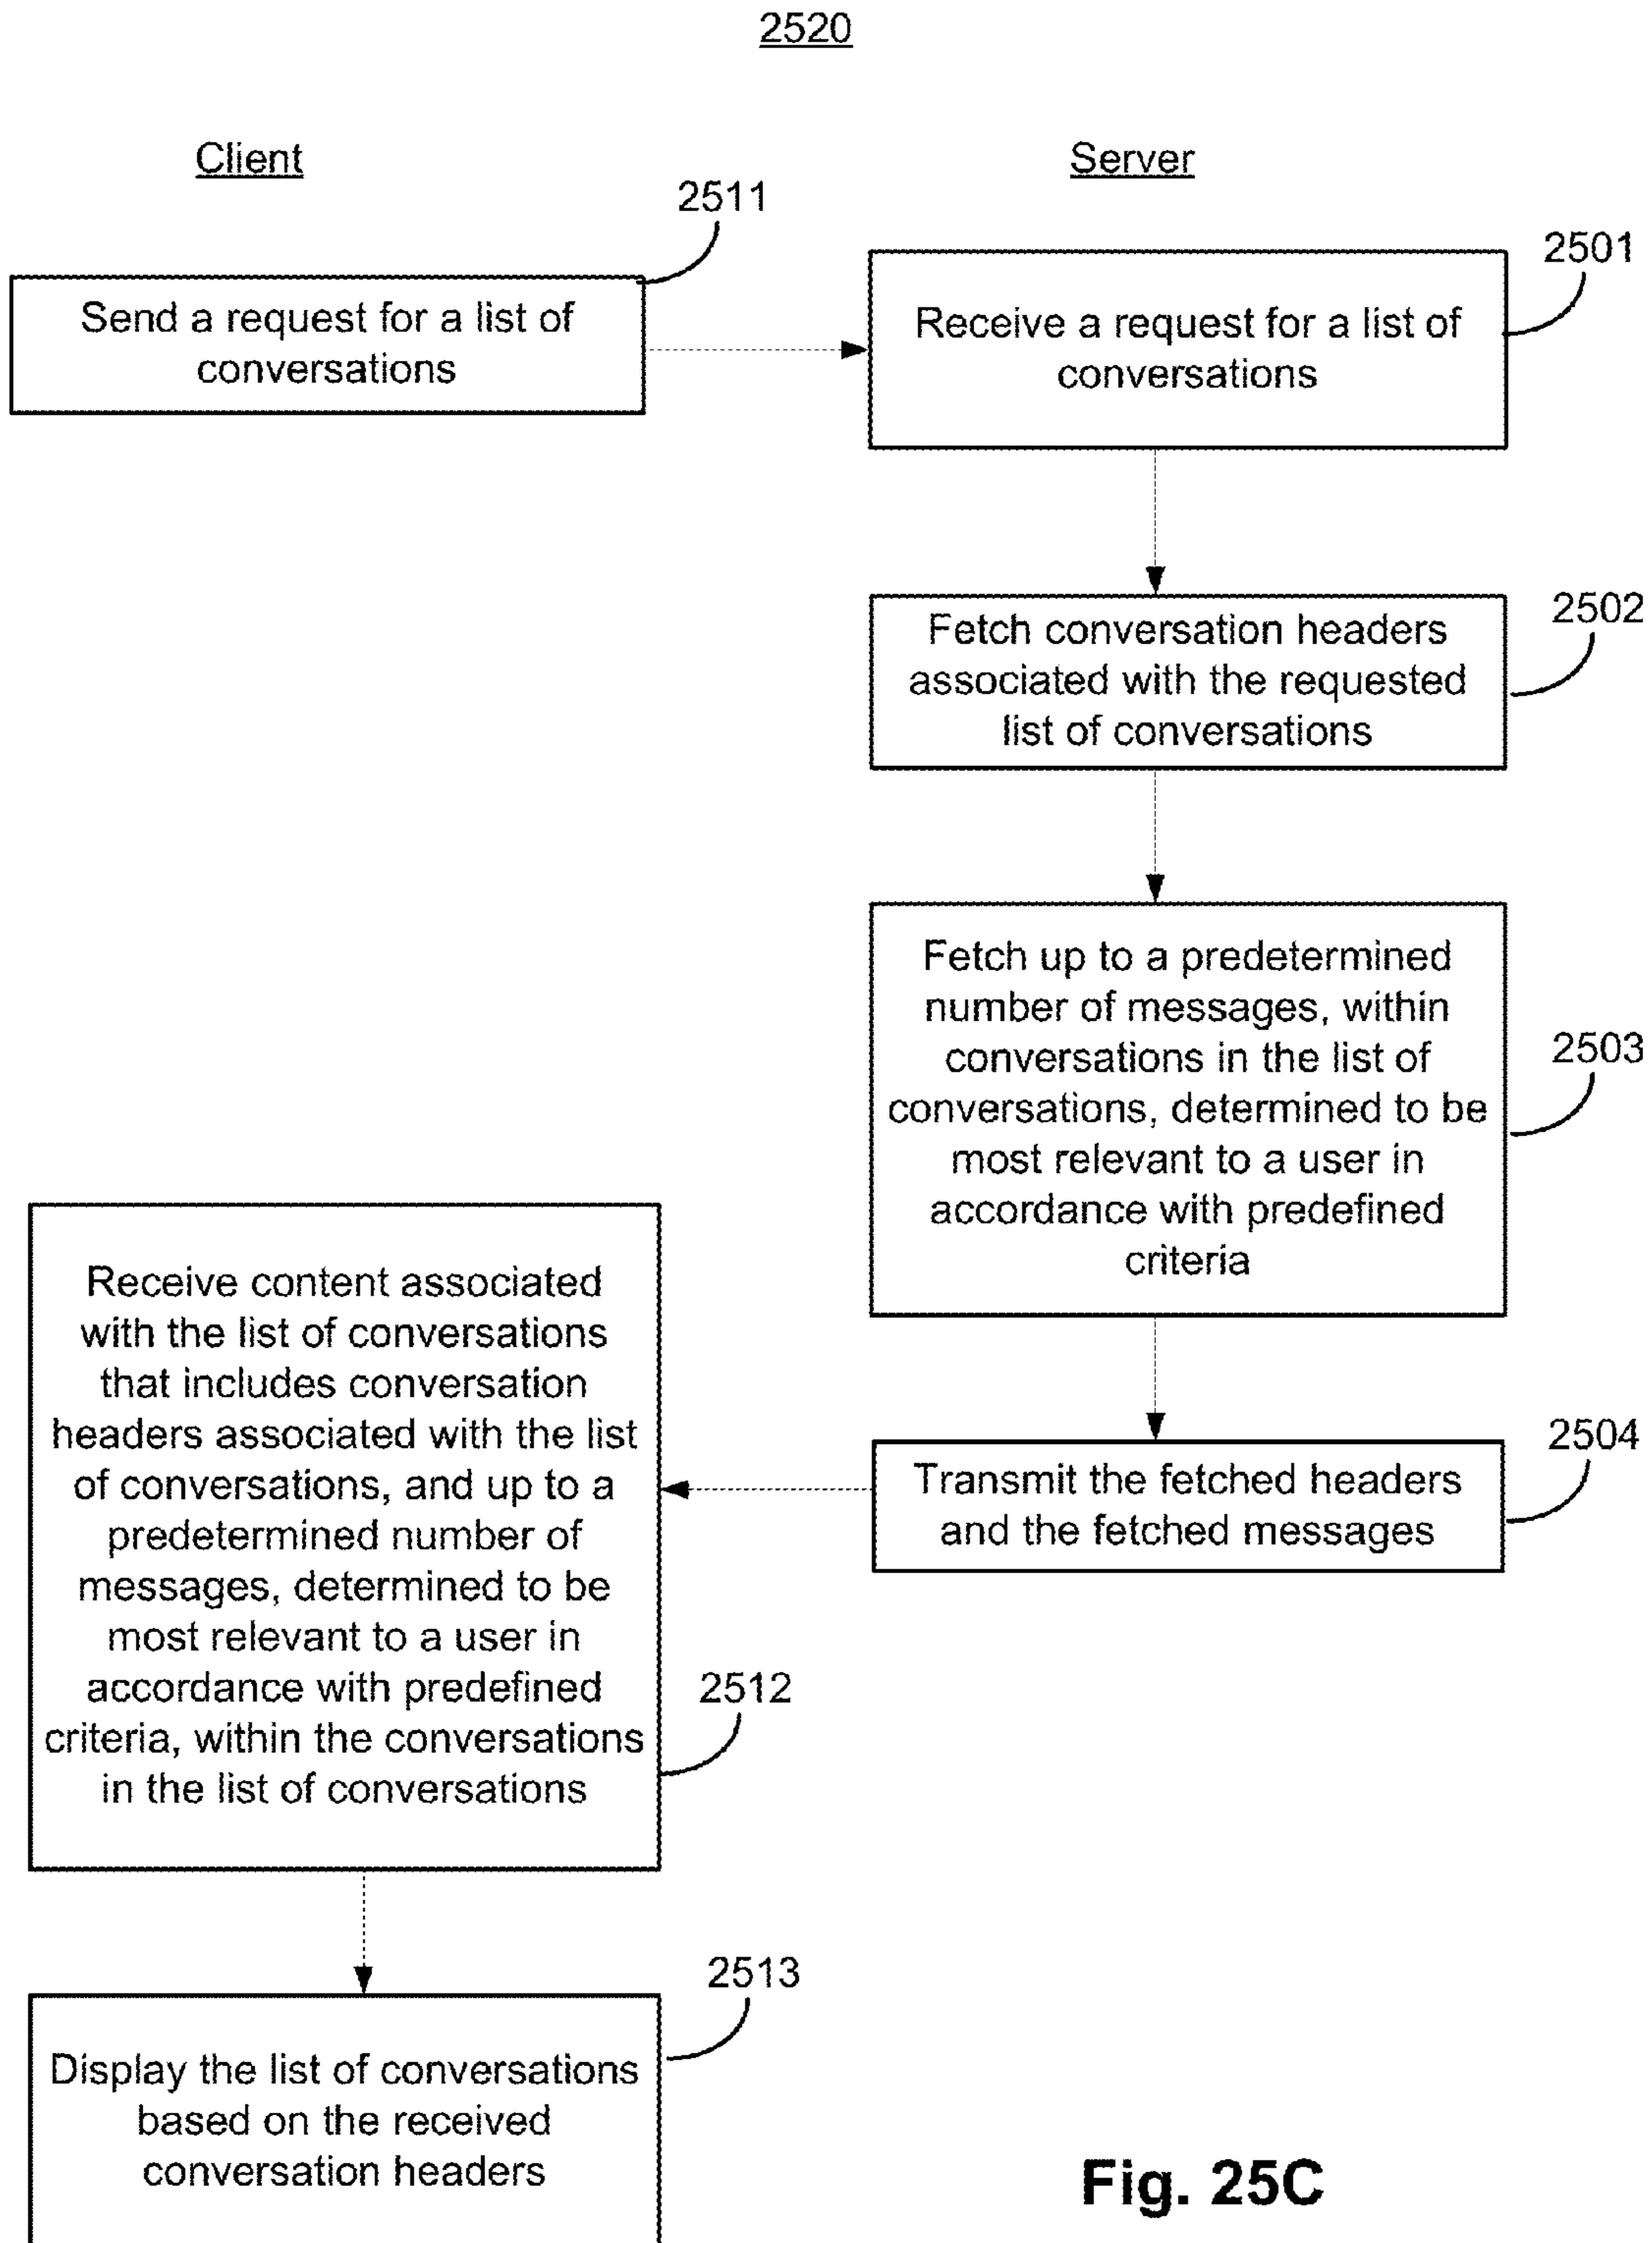 2520
Client
Server
2511
2501
Send a request for a list of
conversations
Receive a request for a list of
conversations
2502
Fetch conversation headers
associated with the requested
list of conversations
2503
Fetch up to a predetermined
number of messages, within
conversations in the list of
conversations, determined to be
most relevant to a user in
accordance with predefined
criteria
2504
Transmit the fetched headers
and the fetched messages
Receive content associated
with the list of conversations
that includes conversation
headers associated with the list
of conversations, and up to a
predetermined number of
messages, determined to be
most relevant to a user in
accordance with predefined
criteria, within the conversations
in the list of conversations
2512
2513
Display the list of conversations
based on the received
conversation headers
Fig. 25C